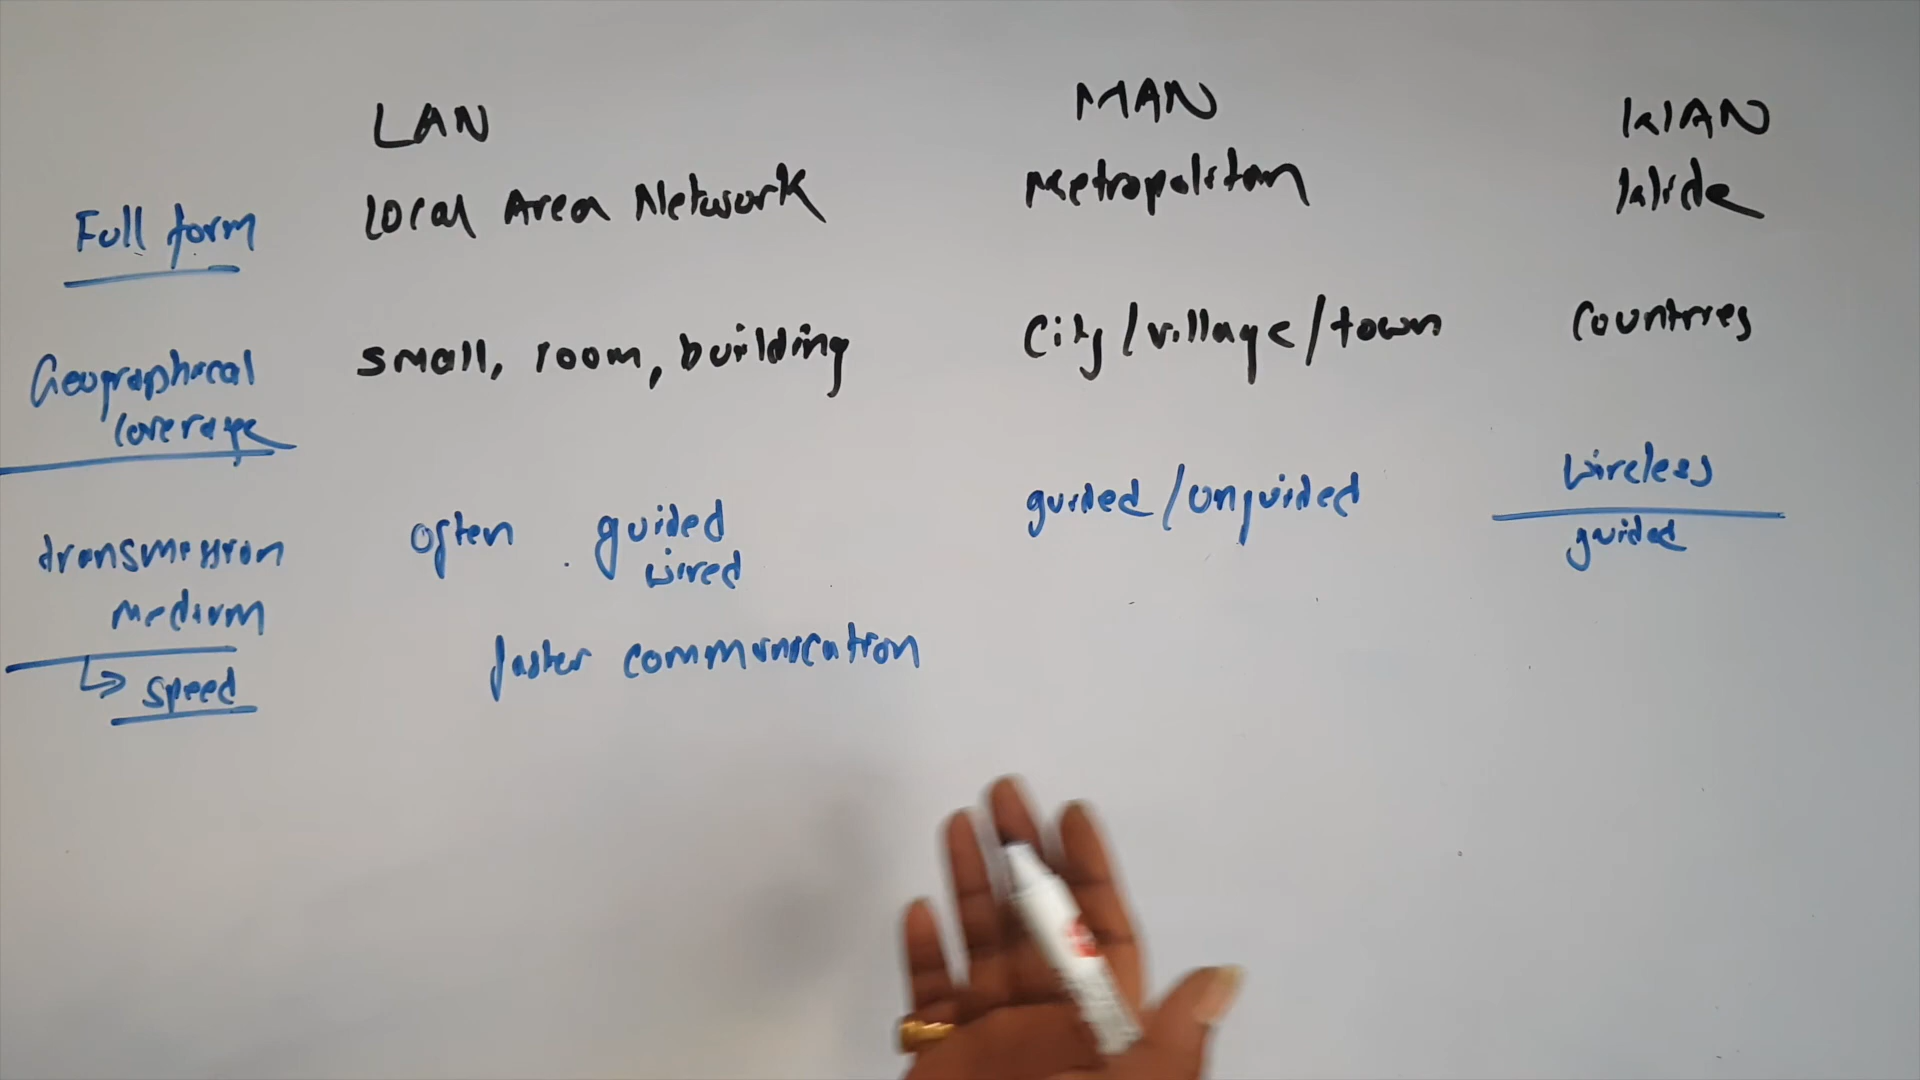 LAN MAN WAN
Full form Local Area Network Metropolitan Wide
Geographical small, room, building City/village/town Countries
coverage
transmission often guided guided/unguided wireless
medium wired guided
↳ speed faster communication